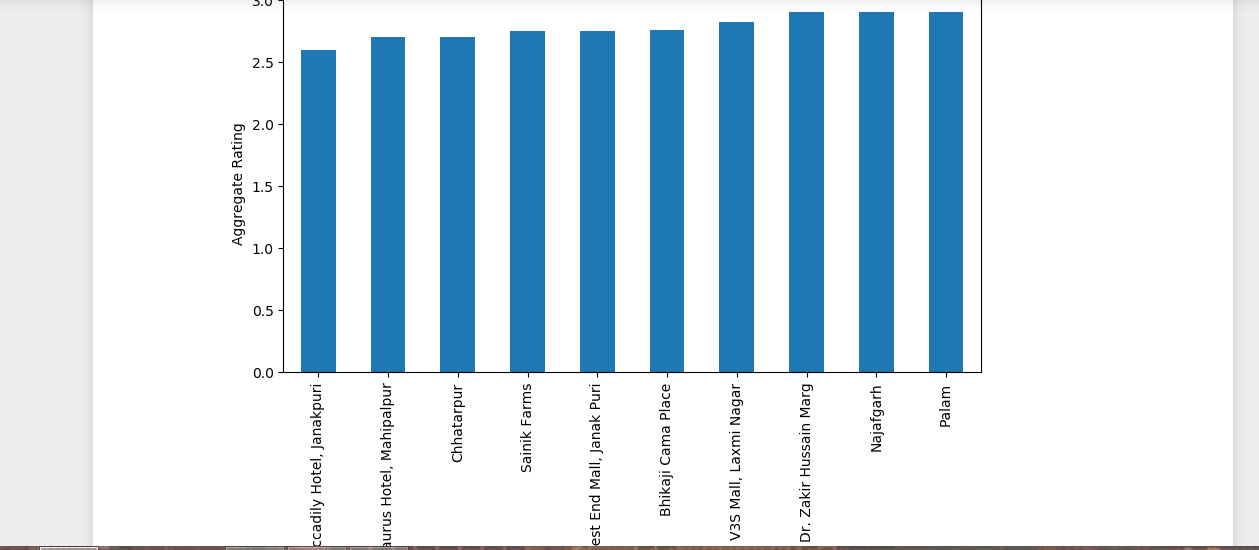 3.0
2.5
2.0
1.5
1.0
0.5
0.0
Aggregate Rating
ccadily Hotel, Janakpuri
aurus Hotel, Mahipalpur
Chhatarpur
Sainik Farms
est End Mall, Janak Puri
Bhikaji Cama Place
V3S Mall, Laxmi Nagar
Dr. Zakir Hussain Marg
Najafgarh
Palam